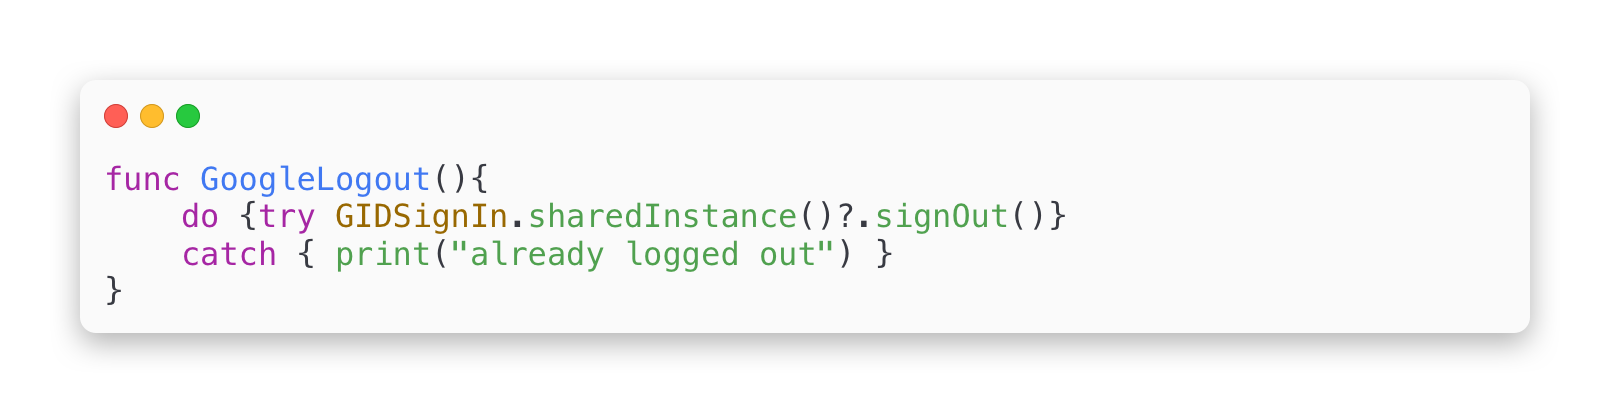 func GoogleLogout(){
    do {try GIDSignIn.sharedInstance()?.signOut()}
    catch { print("already logged out") }
}